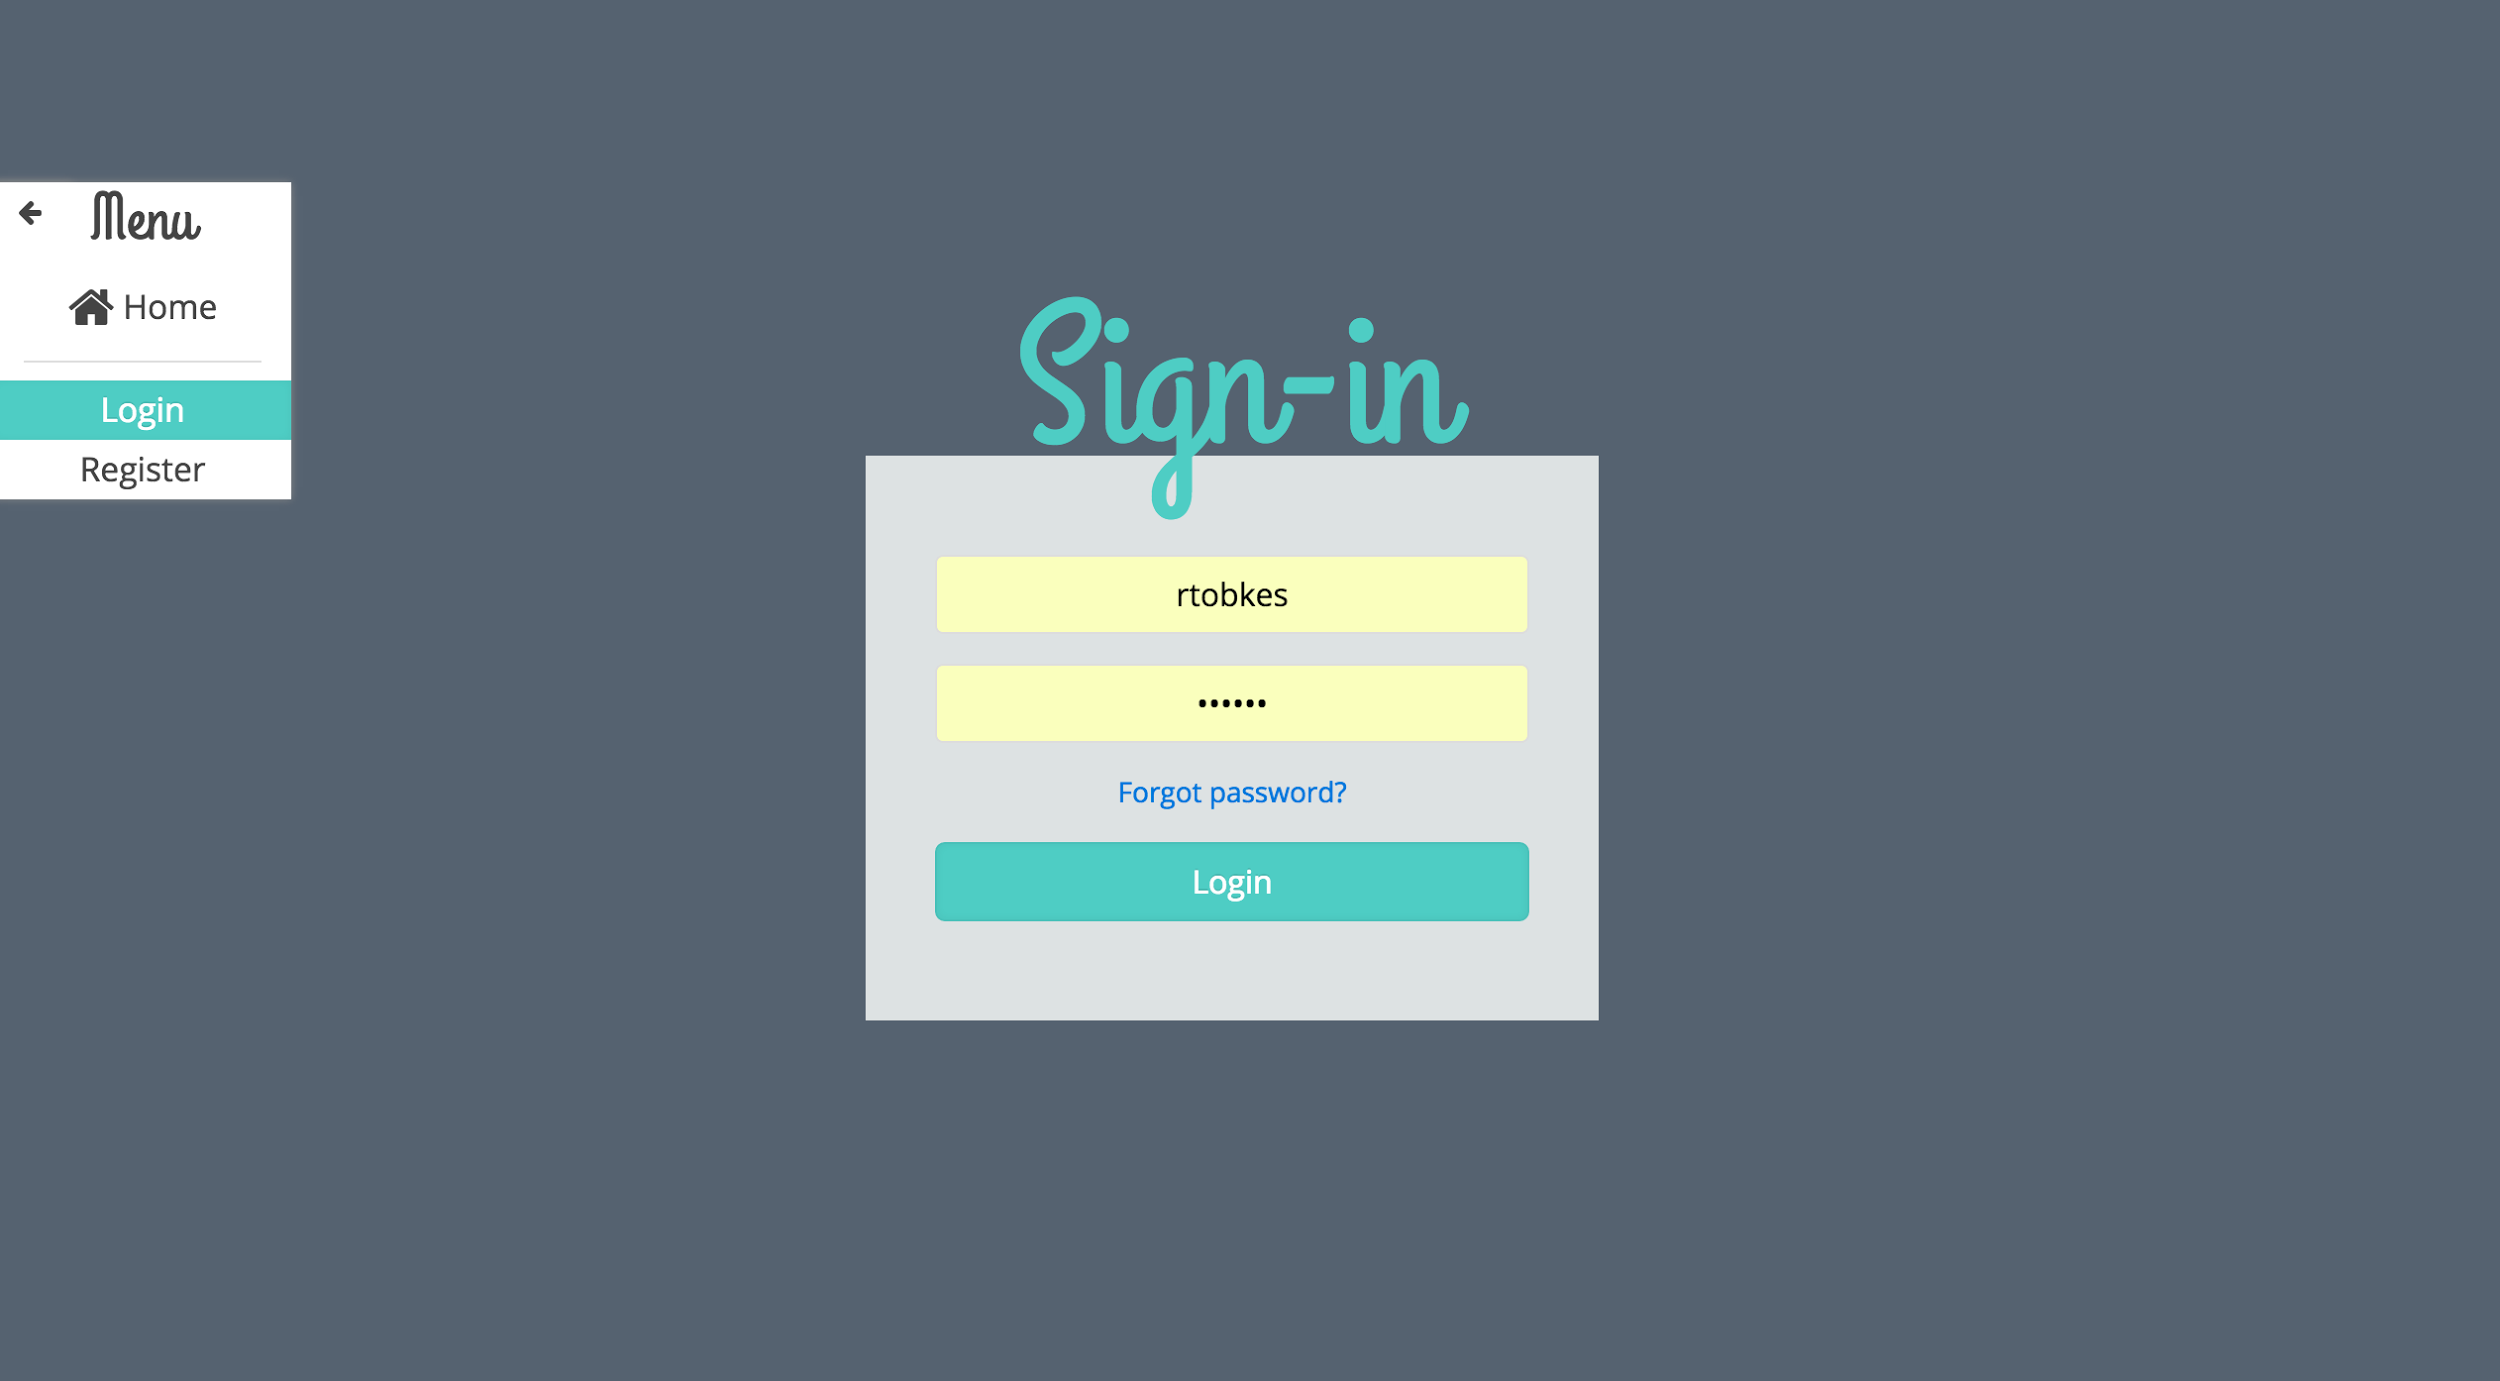 Menu
Home
Login
Register
Sign-in
rtobkes
••••••
Forgot password?
Login